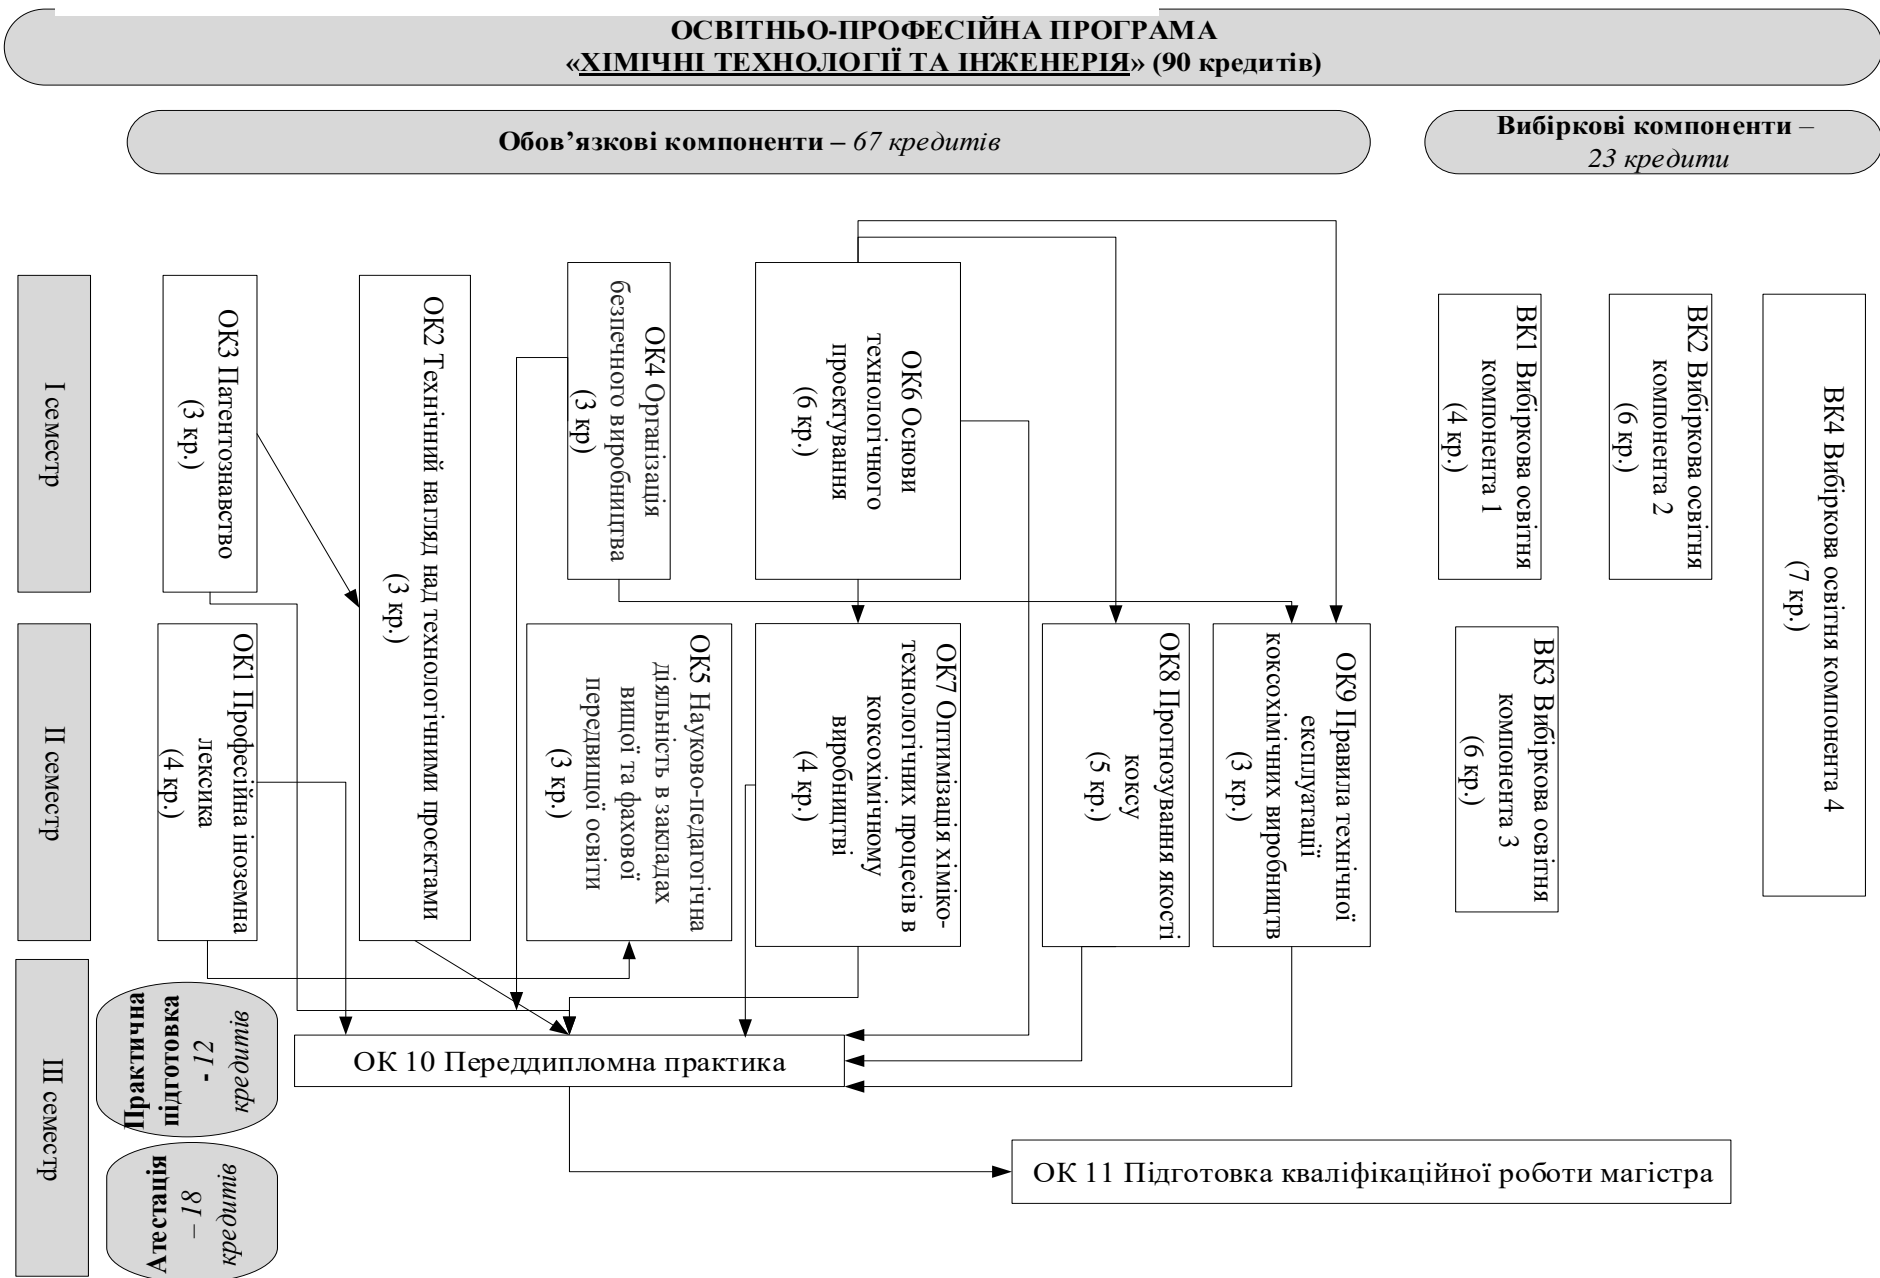 ОСВІТНЬО-ПРОФЕСІЙНА ПРОГРАМА
«ХІМІЧНІ ТЕХНОЛОГІЇ ТА ІНЖЕНЕРІЯ» (90 кредитів)
Обов’язкові компоненти – 67 кредитів
Вибіркові компоненти –
23 кредити
І семестр
ОК3 Патентознавство
(3 кр.)
ОК2 Технічний нагляд над технологічними проєктами
(3 кр.)
ОК4 Організація
безпечного виробництва
(3 кр)
ОК6 Основи
технологічного
проектування
(6 кр.)
ВК1 Вибіркова освітня
компонента 1
(4 кр.)
ВК2 Вибіркова освітня
компонента 2
(6 кр.)
ВК4 Вибіркова освітня компонента 4
(7 кр.)
ІІ семестр
ОК1 Професійна іноземна
лексика
(4 кр.)
ОК5 Науково-педагогічна
діяльність в закладах
вищої та фахової
передвищої освіти
(3 кр.)
ОК7 Оптимізація хіміко-
технологічних процесів в
коксохімічному
виробництві
(4 кр.)
ОК8 Прогнозування якості
коксу
(5 кр.)
ОК9 Правила технічної
експлуатації
коксохімічних виробництв
(3 кр.)
ВК3 Вибіркова освітня
компонента 3
(6 кр.)
ІІІ семестр
Практична
підготовка
- 12
кредитів
ОК 10 Переддипломна практика
Атестація
– 18
кредитів
ОК 11 Підготовка кваліфікаційної роботи магістра